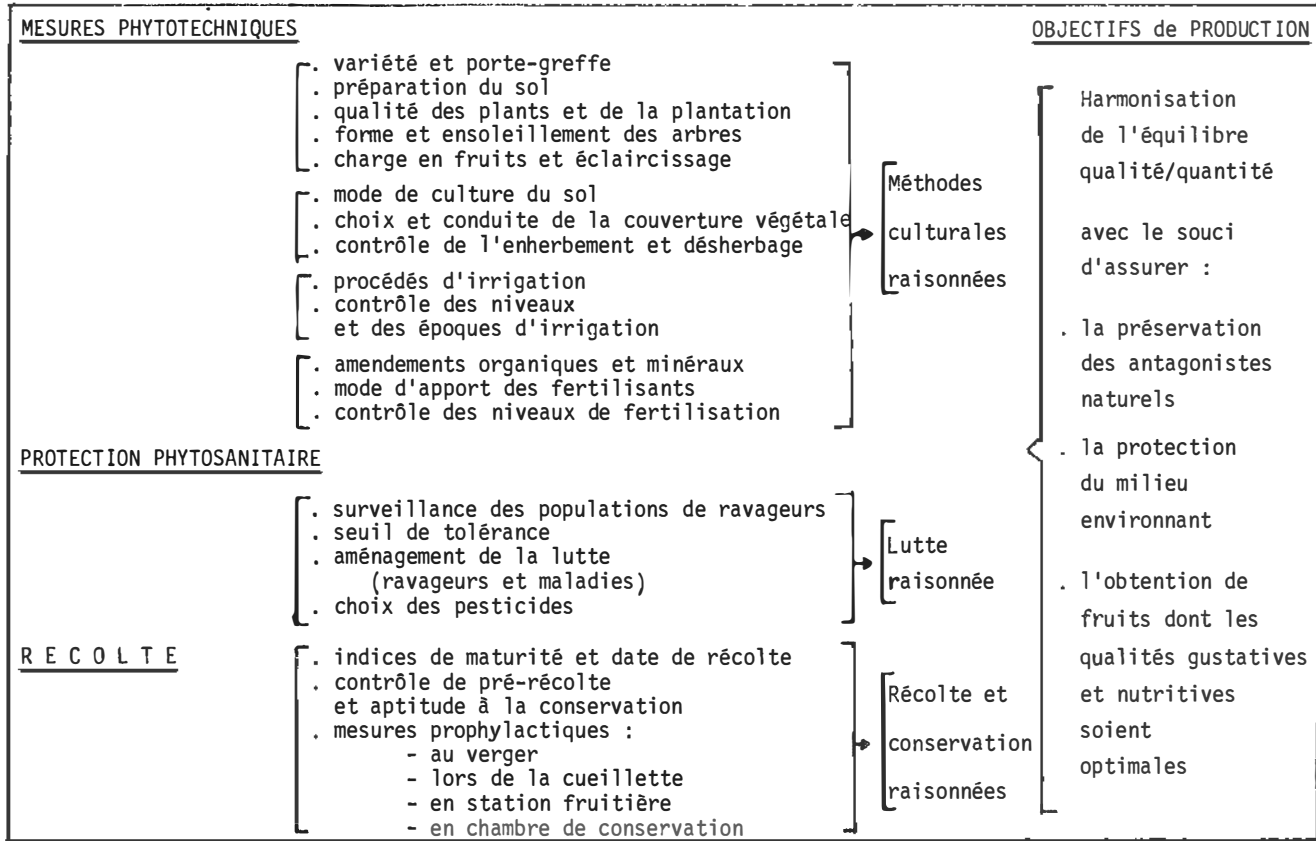 MESURES PHYTOTECHNIQUES
. variété et porte-greffe
. préparation du sol
. qualité des plants et de la plantation
. forme et ensoleillement des arbres
. charge en fruits et éclaircissage
. mode de culture du sol
. choix et conduite de la couverture végétale
. contrôle de l'enherbement et désherbage
. procédés d'irrigation
. contrôle des niveaux
et des époques d'irrigation
. amendements organiques et minéraux
. mode d'apport des fertilisants
. contrôle des niveaux de fertilisation
Méthodes
culturales
raisonnées
PROTECTION PHYTOSANITAIRE
. surveillance des populations de ravageurs
. seuil de tolérance
. aménagement de la lutte
(ravageurs et maladies)
. choix des pesticides
Lutte
raisonnée
R E C O L T E
. indices de maturité et date de récolte
. contrôle de pré-récolte
et aptitude à la conservation
. mesures prophylactiques :
- au verger
- lors de la cueillette
- en station fruitière
- en chambre de conservation
Récolte et
conservation
raisonnées
OBJECTIFS de PRODUCTION
Harmonisation
de l'équilibre
qualité/quantité
avec le souci
d'assurer :
. la préservation
des antagonistes
naturels
. la protection
du milieu
environnant
. l'obtention de
fruits dont les
qualités gustatives
et nutritives
soient
optimales